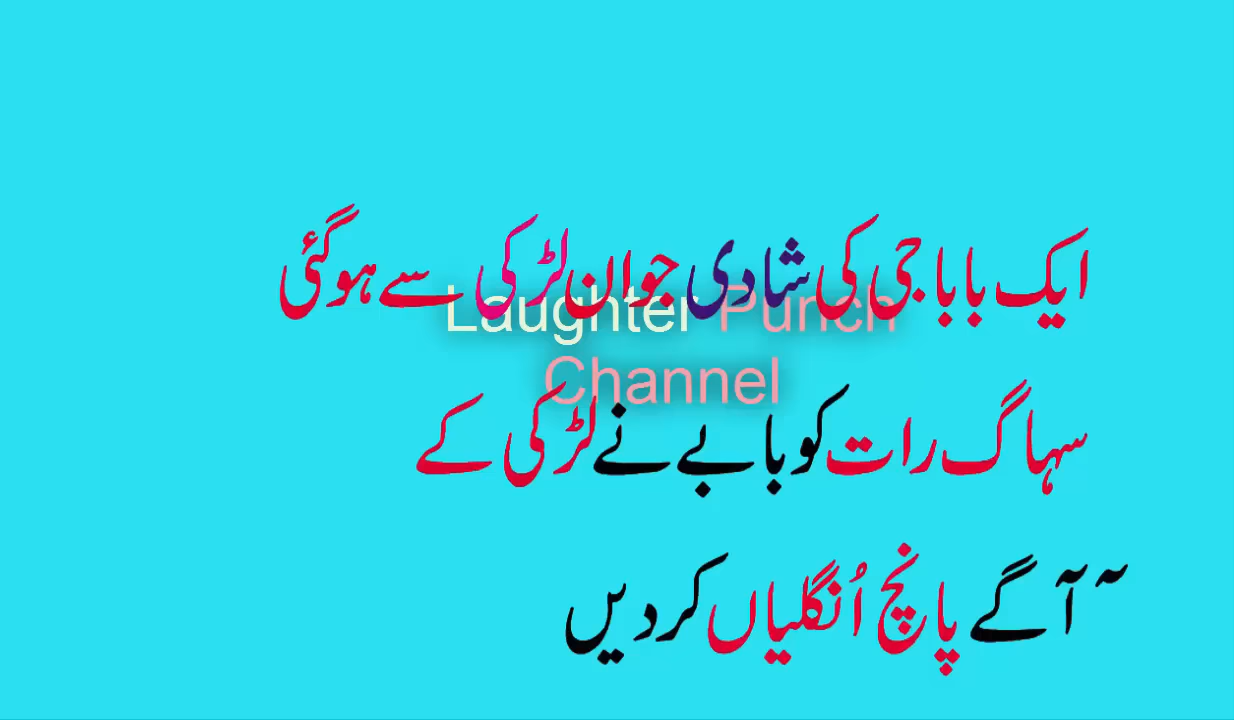 ایک بابا جی کی شادی جوان لڑکی سے ہوگئی
Laughter Punch
Channel
سہاگ رات کو بابے نے لڑکی کے
آ گے پانچ اُنگلیاں کر دیں